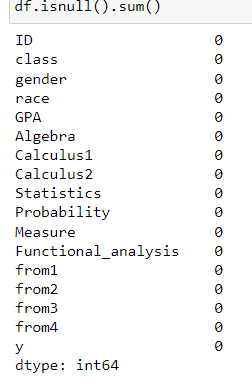 df.isnull().sum()
ID 0
class 0
gender 0
race 0
GPA 0
Algebra 0
Calculus1 0
Calculus2 0
Statistics 0
Probability 0
Measure 0
Functional_analysis 0
from1 0
from2 0
from3 0
from4 0
y 0
dtype: int64